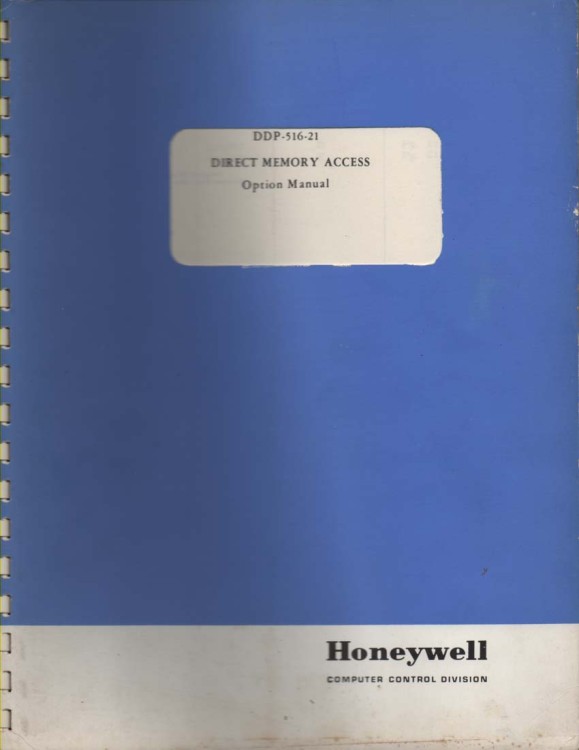 DDP-516-21
DIRECT MEMORY ACCESS
Option Manual
Honeywell
COMPUTER CONTROL DIVISION